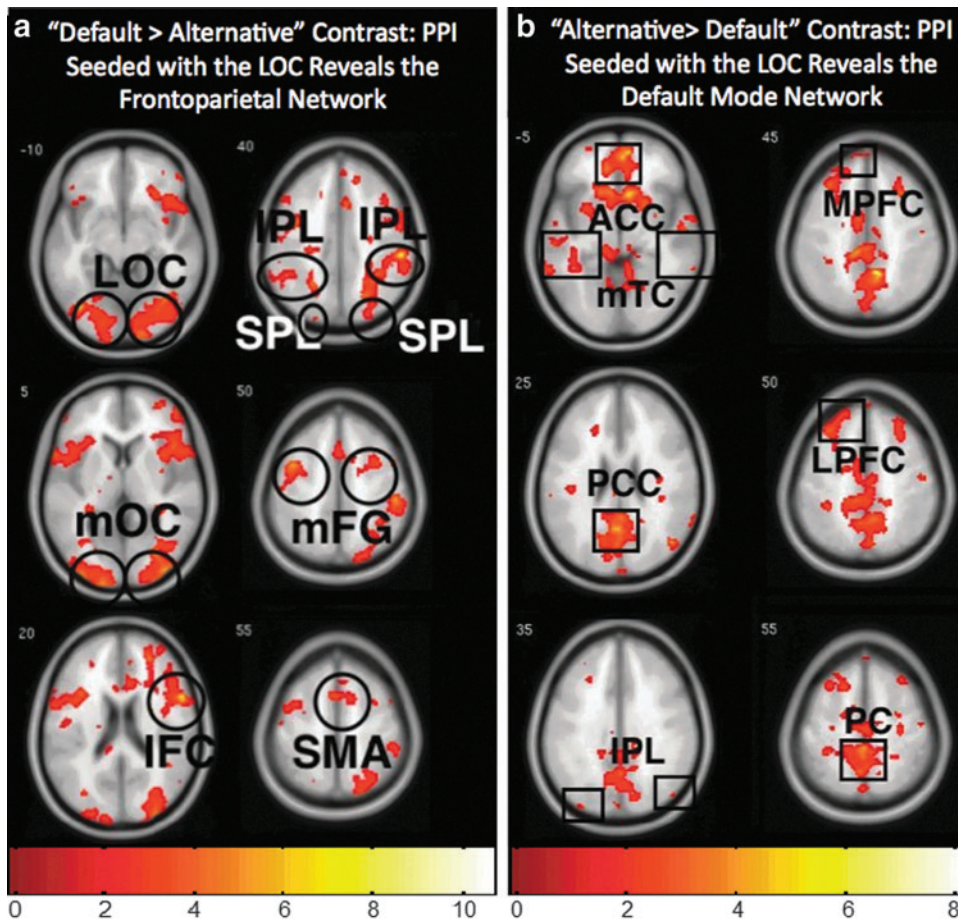 a “Default > Alternative” Contrast: PPI
Seeded with the LOC Reveals the
Frontoparietal Network
-10
40
IPL IPL
LOC
SPL SPL
5
50
mOC
mFG
20
55
IFC
SMA
0 2 4 6 8 10
b “Alternative> Default” Contrast: PPI
Seeded with the LOC Reveals the
Default Mode Network
-5
45
ACC
MPFC
mTC
25
50
PCC
LPFC
35
55
IPL
PC
0 2 4 6 8